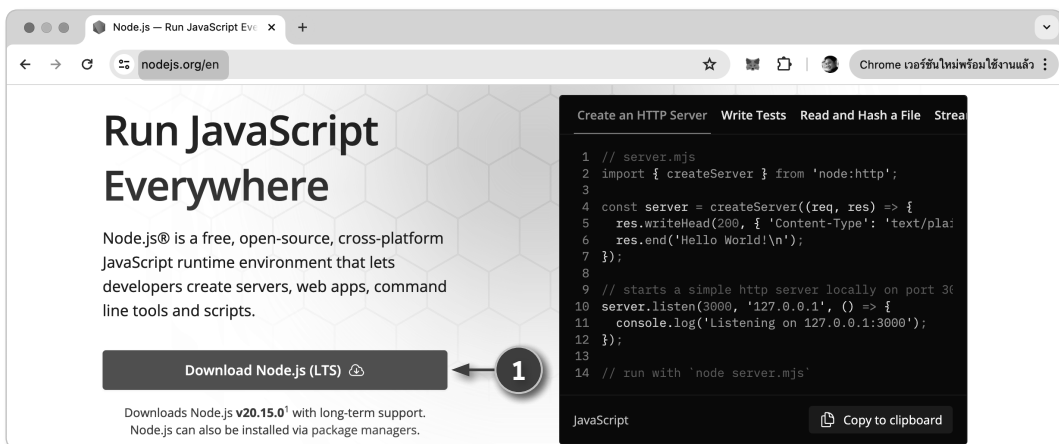 Node.js — Run JavaScript Eve
nodejs.org/en
Chrome เวอร์ชันใหม่พร้อมใช้งานแล้ว
Run JavaScript
Everywhere
Node.js® is a free, open-source, cross-platform
JavaScript runtime environment that lets
developers create servers, web apps, command
line tools and scripts.
Download Node.js (LTS)
1
Downloads Node.js v20.15.0¹ with long-term support.
Node.js can also be installed via package managers.
Create an HTTP Server Write Tests Read and Hash a File Strea
1 // server.mjs
2 import { createServer } from 'node:http';
3
4 const server = createServer((req, res) => {
5   res.writeHead(200, { 'Content-Type': 'text/plai
6   res.end('Hello World!\n');
7 });
8
9 // starts a simple http server locally on port 30
10 server.listen(3000, '127.0.0.1', () => {
11   console.log('Listening on 127.0.0.1:3000');
12 });
13
14 // run with `node server.mjs`
JavaScript Copy to clipboard